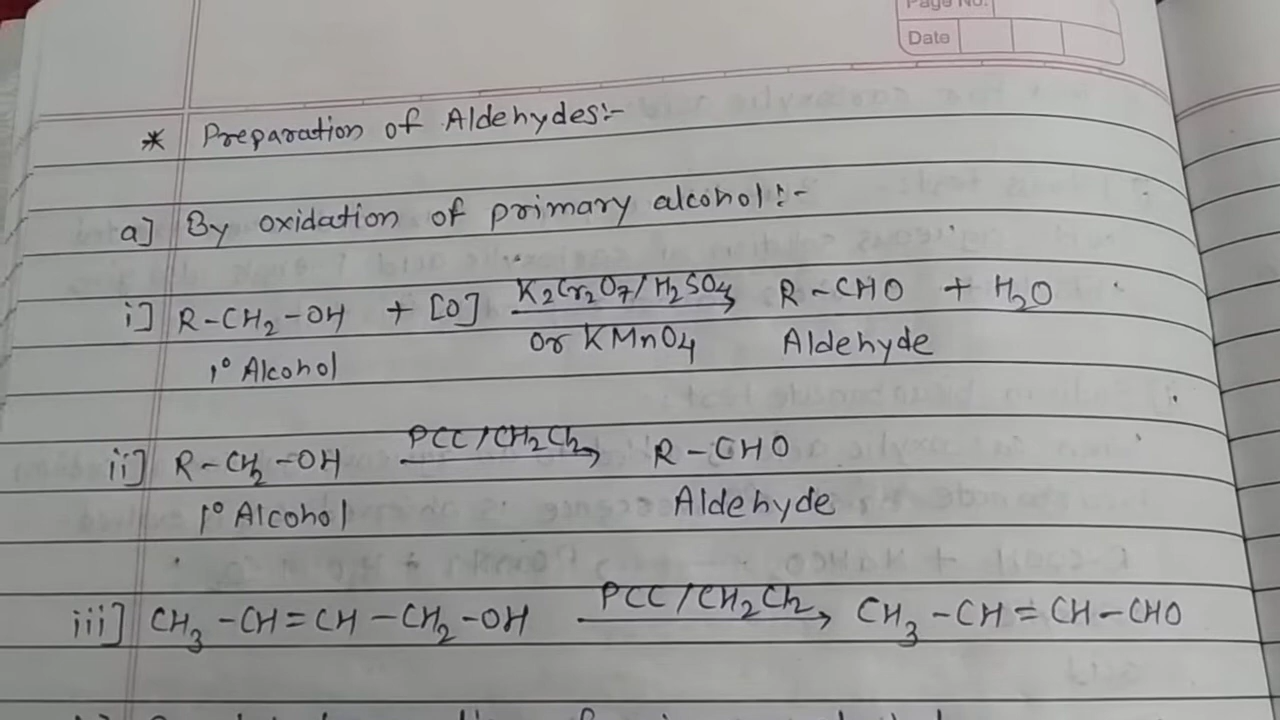 Page No.
Date
* Preparation of Aldehydes:-
a] By oxidation of primary alcohol:-
i] R-CH2-OH + [O] K2Cr2O7/H2SO4 → R-CHO + H2O
or KMnO4
1° Alcohol Aldehyde
ii] R-CH2-OH PCC/CH2Cl2 → R-CHO
1° Alcohol Aldehyde
iii] CH3-CH=CH-CH2-OH PCC/CH2Cl2 → CH3-CH=CH-CHO